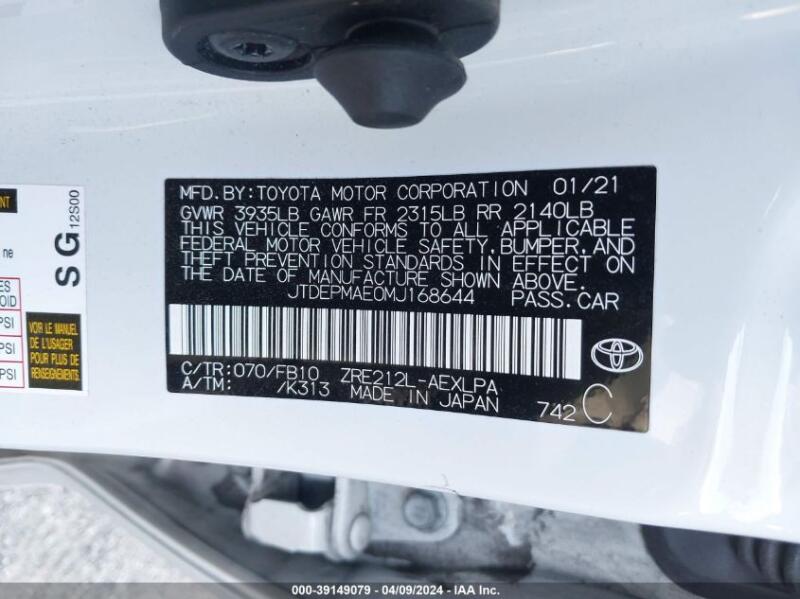 MFD. BY: TOYOTA MOTOR CORPORATION 01/21
GVWR 3935LB GAWR FR 2315LB RR 2140LB
THIS VEHICLE CONFORMS TO ALL APPLICABLE
FEDERAL MOTOR VEHICLE SAFETY, BUMPER, AND
THEFT PREVENTION STANDARDS IN EFFECT ON
THE DATE OF MANUFACTURE SHOWN ABOVE.
JTDEPMAE0MJ168644 PASS.CAR
C/TR:070/FB10 ZRE212L-AEXLPA
A/TM: /K313 MADE IN JAPAN 742 C
SG 12S00
ne
PSI
VOIR LE MANUEL
DE L'USAGER
POUR PLUS DE
RENSEIGNEMENTS
PSI
PSI
000-39149079 / 04/09/2024 / IAA Inc.